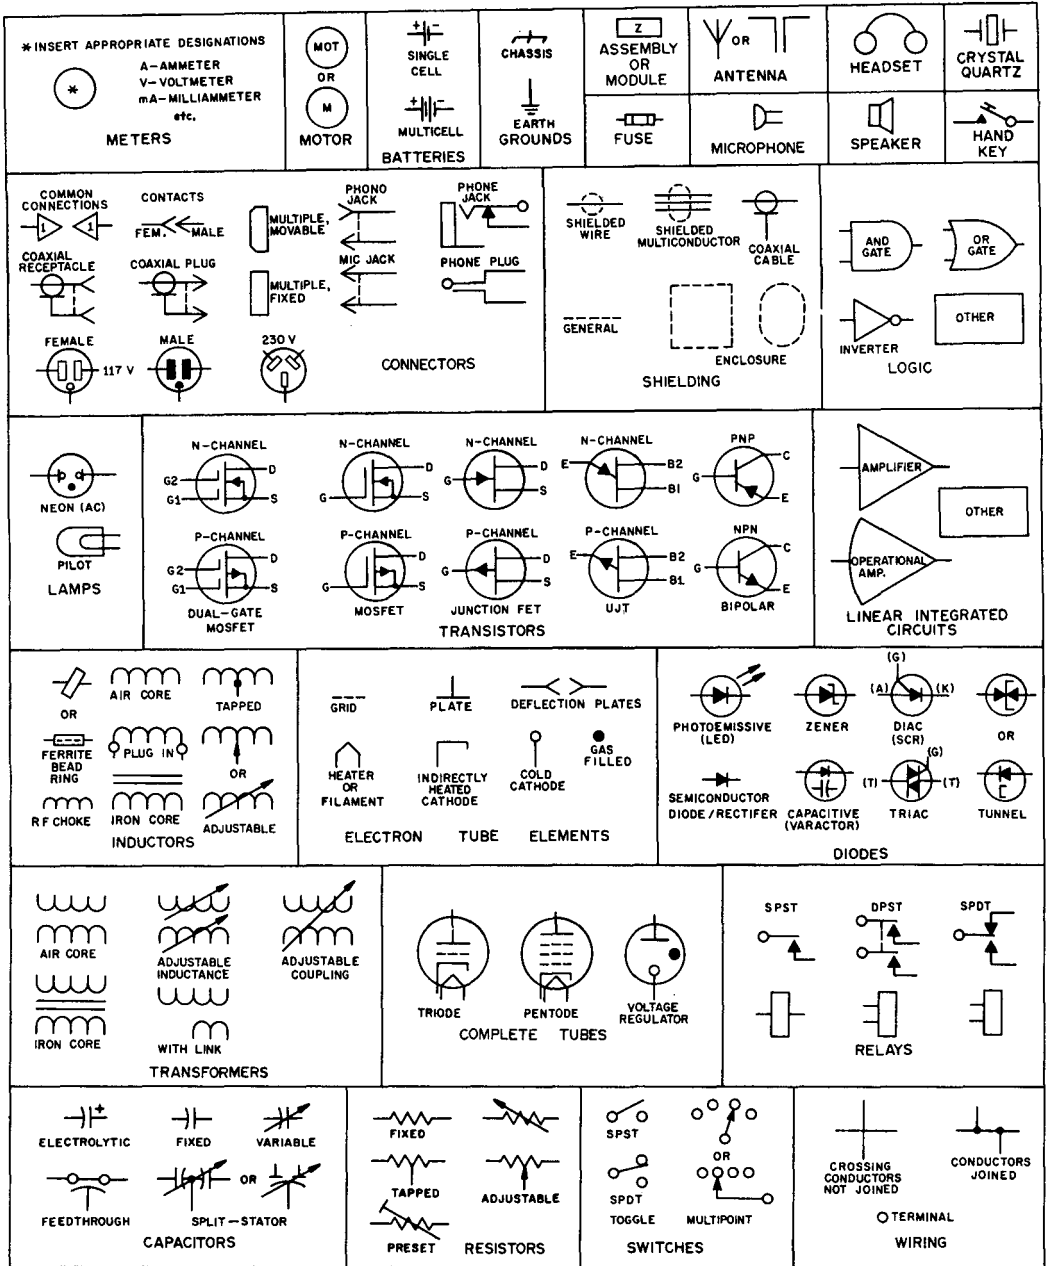 *INSERT APPROPRIATE DESIGNATIONS
*
A-AMMETER
V-VOLTMETER
mA-MILLIAMMETER
etc.
METERS
MOT
OR
M
MOTOR
+ -
SINGLE
CELL
+ -
MULTICELL
BATTERIES
CHASSIS
EARTH
GROUNDS
Z
ASSEMBLY
OR
MODULE
FUSE
OR
ANTENNA
MICROPHONE
HEADSET
SPEAKER
CRYSTAL
QUARTZ
HAND
KEY
COMMON
CONNECTIONS
1 1
CONTACTS
FEM. MALE
COAXIAL
RECEPTACLE
COAXIAL PLUG
FEMALE
117 V
MALE
MULTIPLE,
MOVABLE,
MULTIPLE,
FIXED
230 V
PHONO
JACK
MIC JACK
PHONE
JACK
PHONE PLUG
CONNECTORS
SHIELDED
WIRE
SHIELDED
MULTICONDUCTOR
COAXIAL
CABLE
GENERAL
ENCLOSURE
SHIELDING
AND
GATE
OR
GATE
INVERTER
OTHER
LOGIC
NEON (AC)
PILOT
LAMPS
N-CHANNEL
G2
G1
D
S
N-CHANNEL
G
D
S
N-CHANNEL
G
D
S
N-CHANNEL
E
B2
B1
PNP
G
C
E
P-CHANNEL
G2
G1
D
S
DUAL-GATE
MOSFET
P-CHANNEL
G
D
S
MOSFET
P-CHANNEL
G
D
S
JUNCTION FET
P-CHANNEL
E
B2
B1
UJT
NPN
G
C
E
BIPOLAR
TRANSISTORS
AMPLIFIER
OTHER
OPERATIONAL
AMP.
LINEAR INTEGRATED
CIRCUITS
OR
FERRITE
BEAD
RING
RF CHOKE
AIR CORE
PLUG IN
IRON CORE
TAPPED
OR
ADJUSTABLE
INDUCTORS
GRID
PLATE
DEFLECTION PLATES
HEATER
OR
FILAMENT
INDIRECTLY
HEATED
CATHODE
COLD
CATHODE
GAS
FILLED
ELECTRON TUBE ELEMENTS
PHOTOEMISSIVE
(LED)
ZENER
(G)
(A) (K)
DIAC
(SCR)
OR
SEMICONDUCTOR
DIODE/RECTIFER
CAPACITIVE
(VARACTOR)
(G)
(T) (T)
TRIAC
TUNNEL
DIODES
AIR CORE
IRON CORE
ADJUSTABLE
INDUCTANCE
WITH LINK
ADJUSTABLE
COUPLING
TRANSFORMERS
TRIODE
PENTODE
VOLTAGE
REGULATOR
COMPLETE TUBES
SPST
DPST
SPDT
RELAYS
+
ELECTROLYTIC
FIXED
VARIABLE
FEEDTHROUGH
OR
SPLIT-STATOR
CAPACITORS
FIXED
TAPPED
ADJUSTABLE
PRESET
RESISTORS
SPST
SPDT
TOGGLE
OR
MULTIPOINT
SWITCHES
CROSSING
CONDUCTORS
NOT JOINED
CONDUCTORS
JOINED
TERMINAL
WIRING